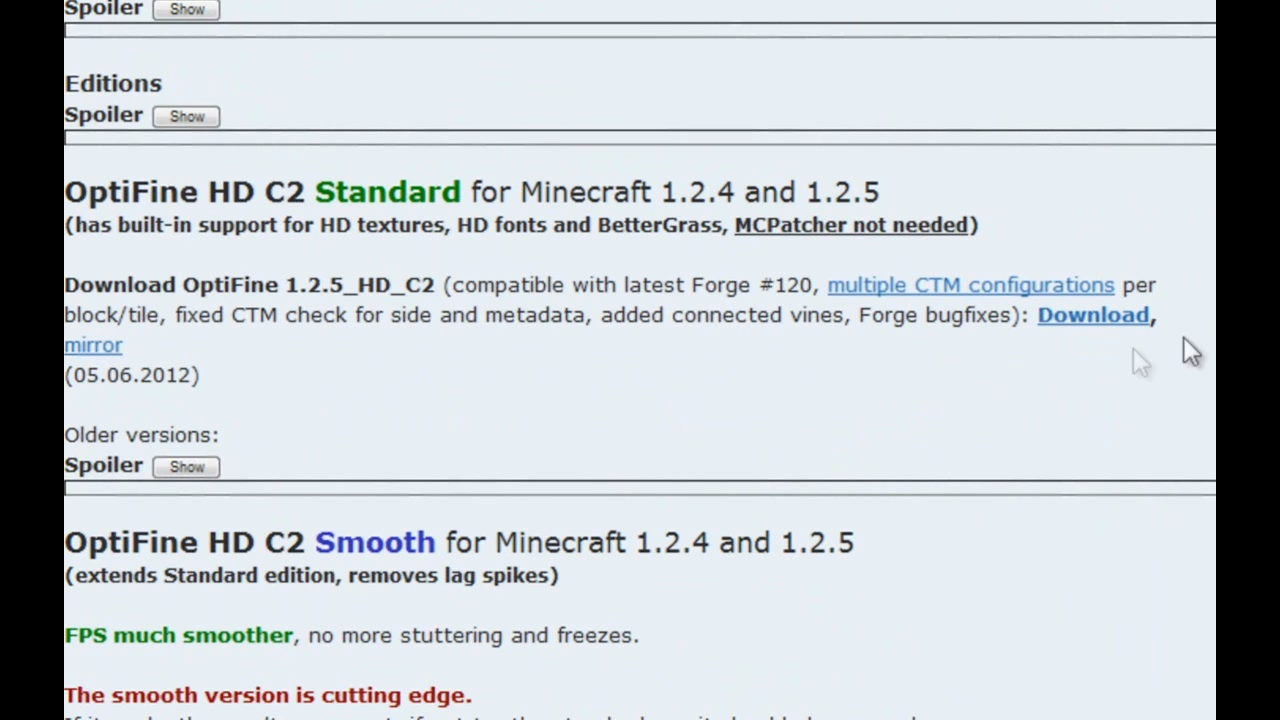 Spoiler Show
Editions
Spoiler Show
OptiFine HD C2 Standard for Minecraft 1.2.4 and 1.2.5
(has built-in support for HD textures, HD fonts and BetterGrass, MCPatcher not needed)
Download OptiFine 1.2.5_HD_C2 (compatible with latest Forge #120, multiple CTM configurations per
block/tile, fixed CTM check for side and metadata, added connected vines, Forge bugfixes): Download,
mirror
(05.06.2012)
Older versions:
Spoiler Show
OptiFine HD C2 Smooth for Minecraft 1.2.4 and 1.2.5
(extends Standard edition, removes lag spikes)
FPS much smoother, no more stuttering and freezes.
The smooth version is cutting edge.